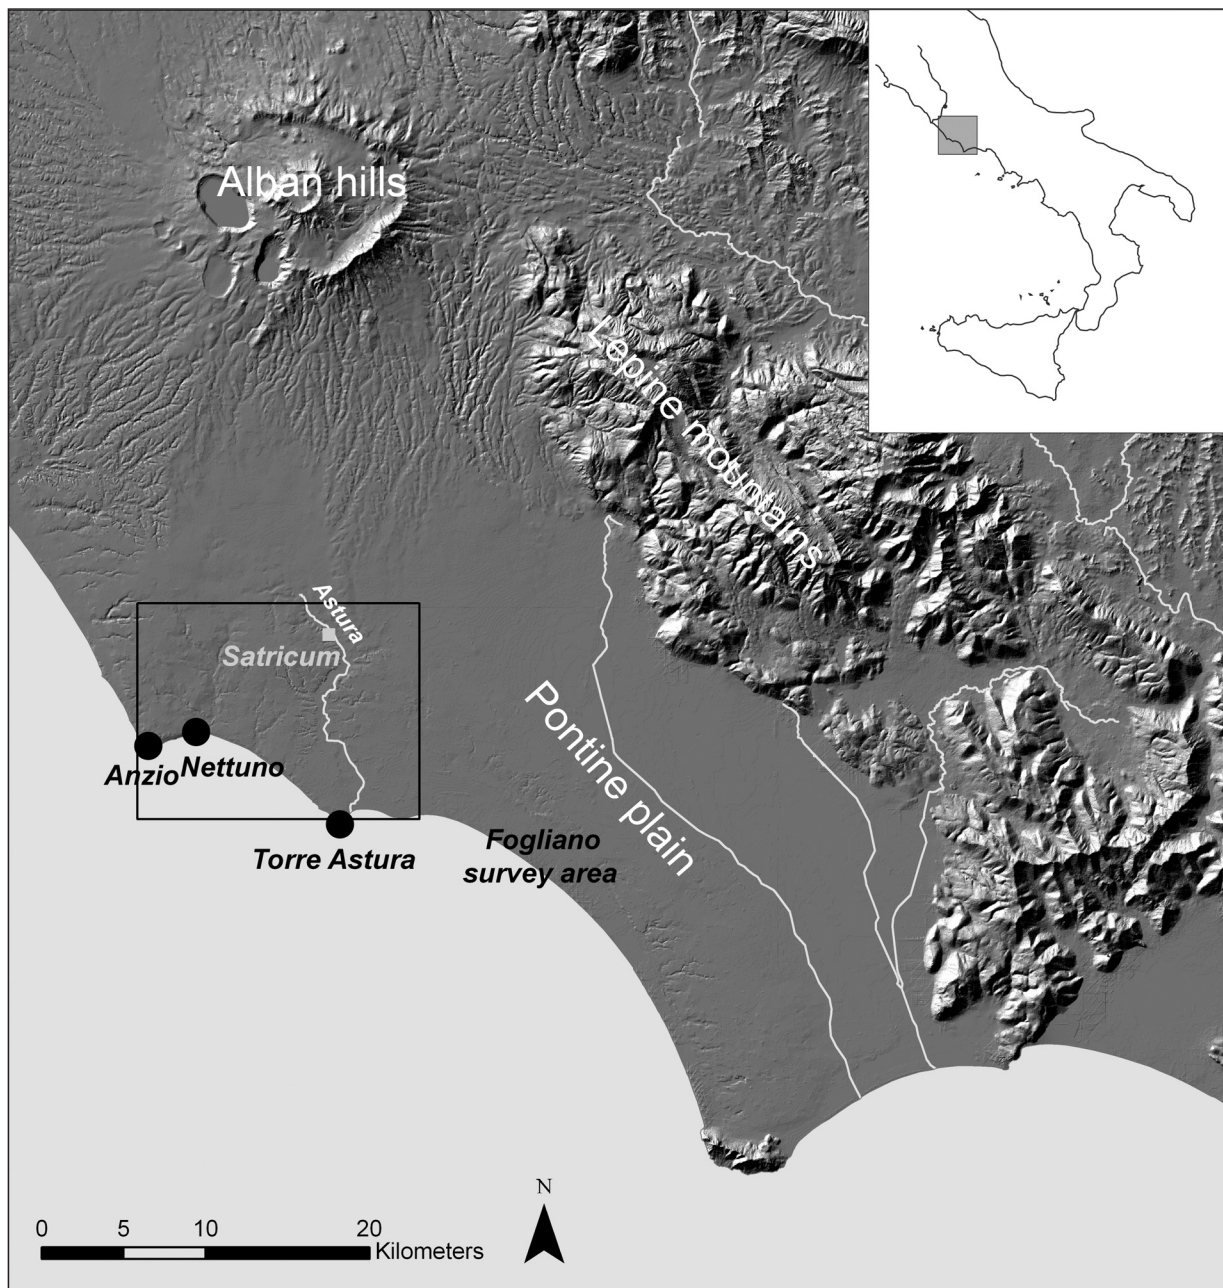 Alban hills
Lepine mountains
Astura
Satricum
Pontine plain
Anzio
Nettuno
Torre Astura
Fogliano
survey area
N
0 5 10 20
Kilometers